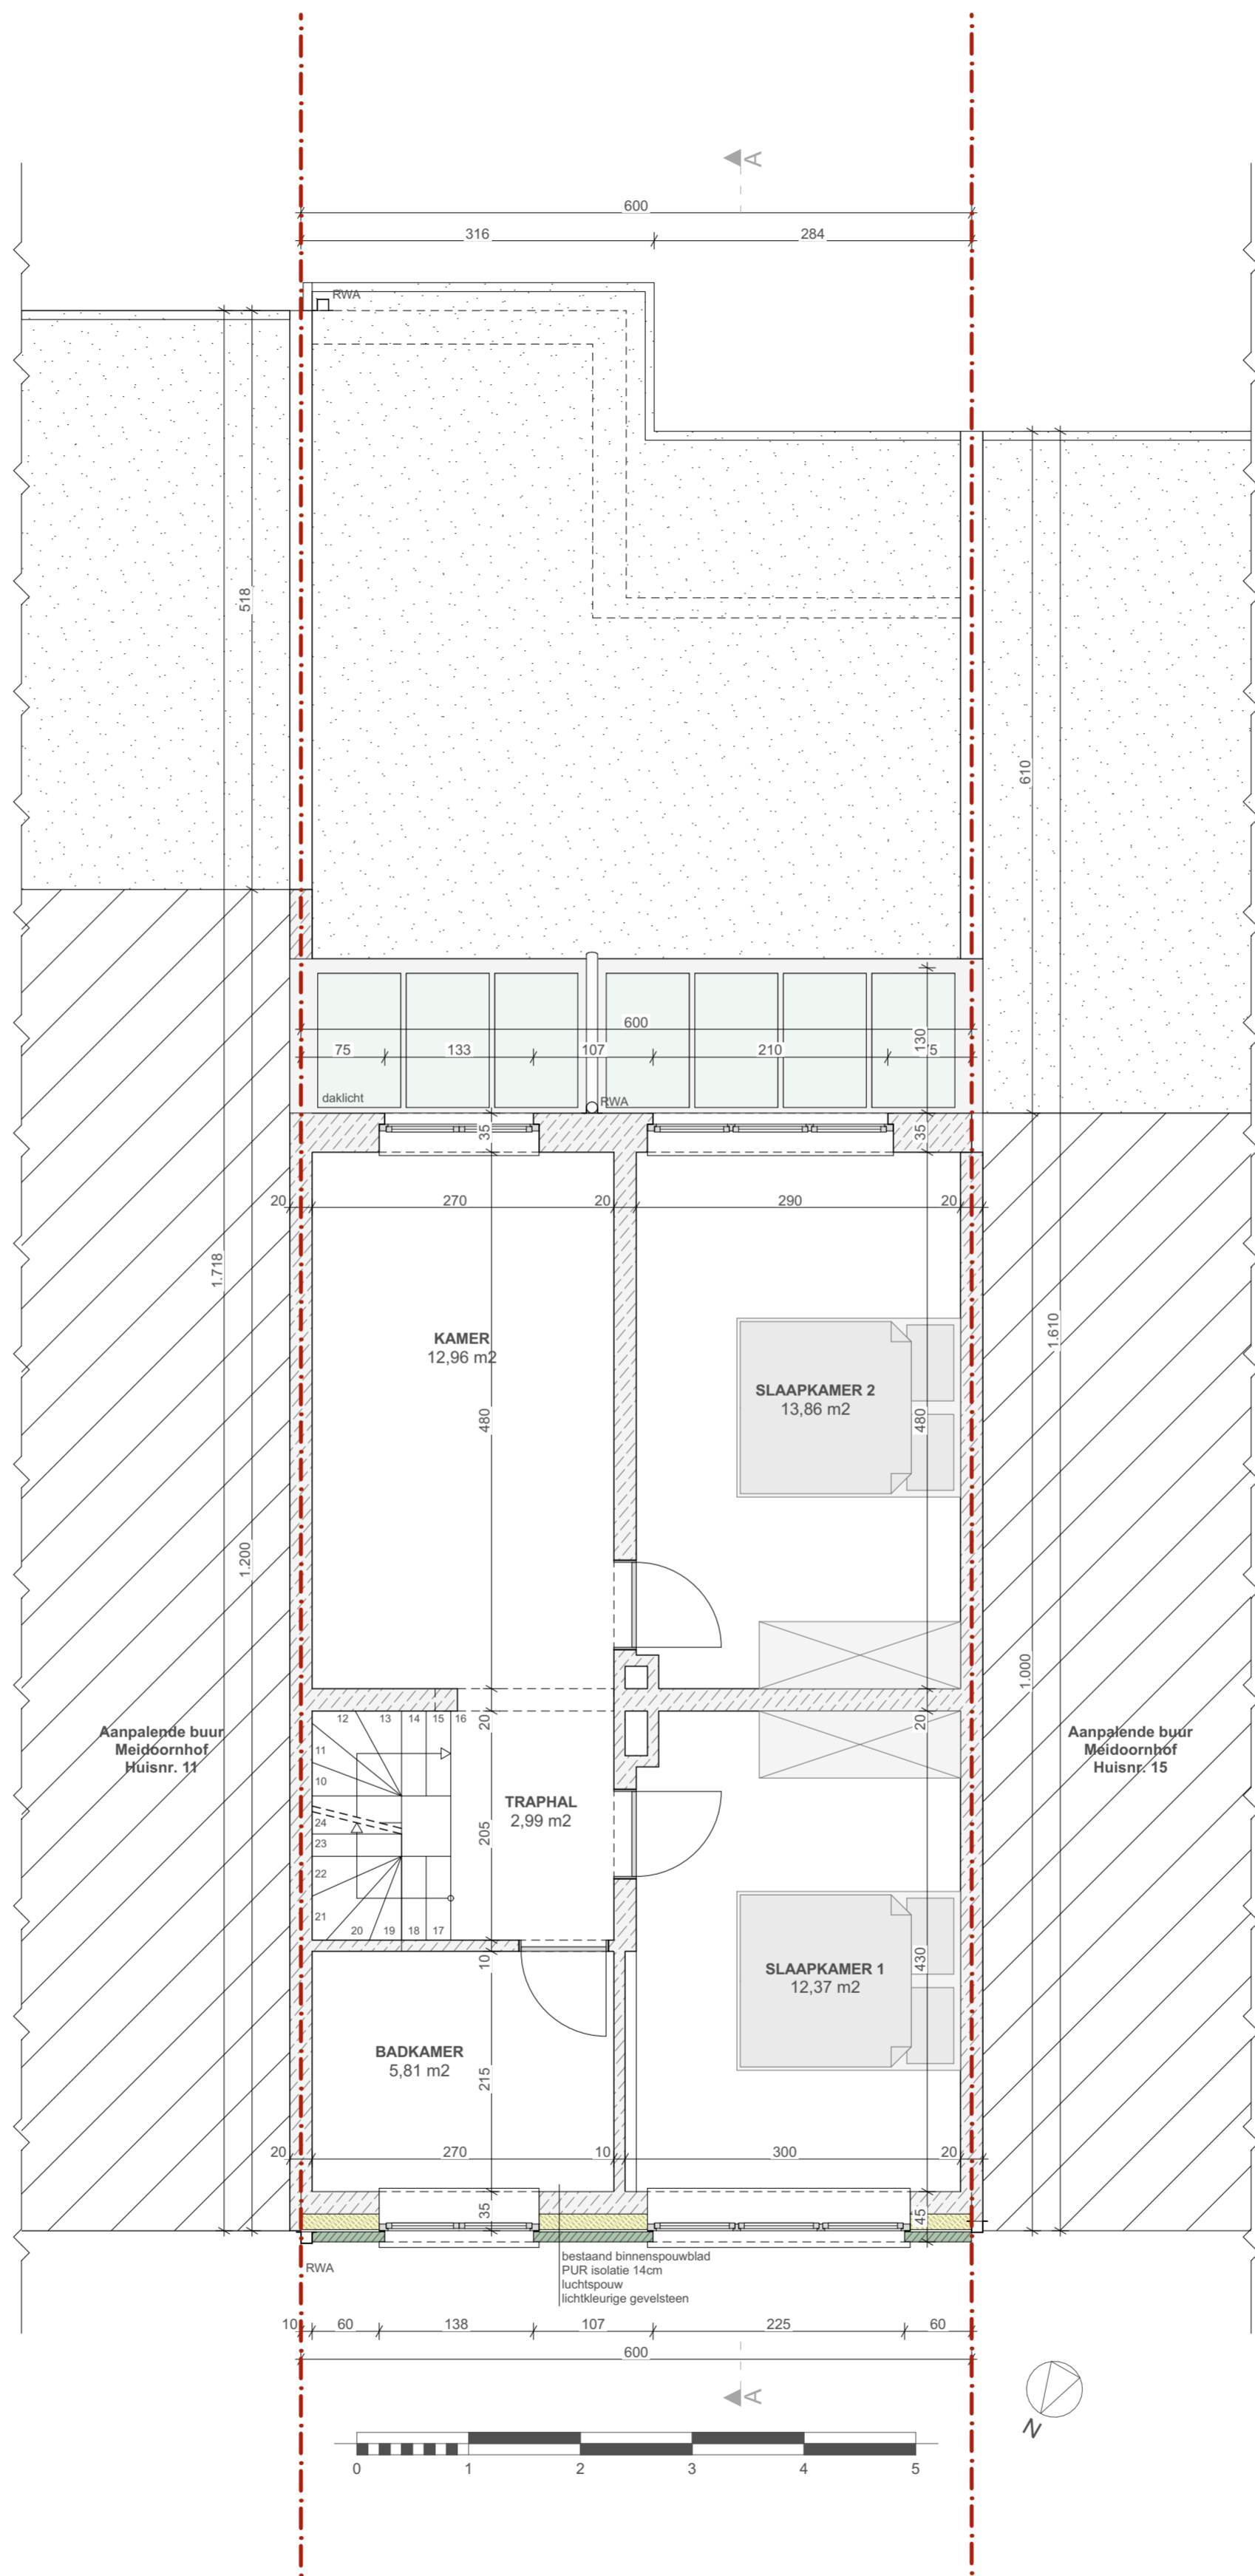 A
600
316
284
RWA
518
610
600
130
75
133
107
210
75
daklicht
RWA
35
35
20
270
20
290
20
1.718
1.610
KAMER
12,96 m2
SLAAPKAMER 2
13,86 m2
480
480
1.200
1.000
Aanpalende buur
Meidoornhof
Huisnr. 11
12
13
14
15
16
20
20
11
10
24
23
22
21
20
19
18
17
TRAPHAL
2,99 m2
205
Aanpalende buur
Meidoornhof
Huisnr. 15
10
SLAAPKAMER 1
12,37 m2
430
BADKAMER
5,81 m2
215
20
270
10
300
20
35
45
RWA
bestaand binnenspouwblad
PUR isolatie 14cm
luchtspouw
lichtkleurige gevelsteen
10
60
138
107
225
60
600
A
N
0
1
2
3
4
5